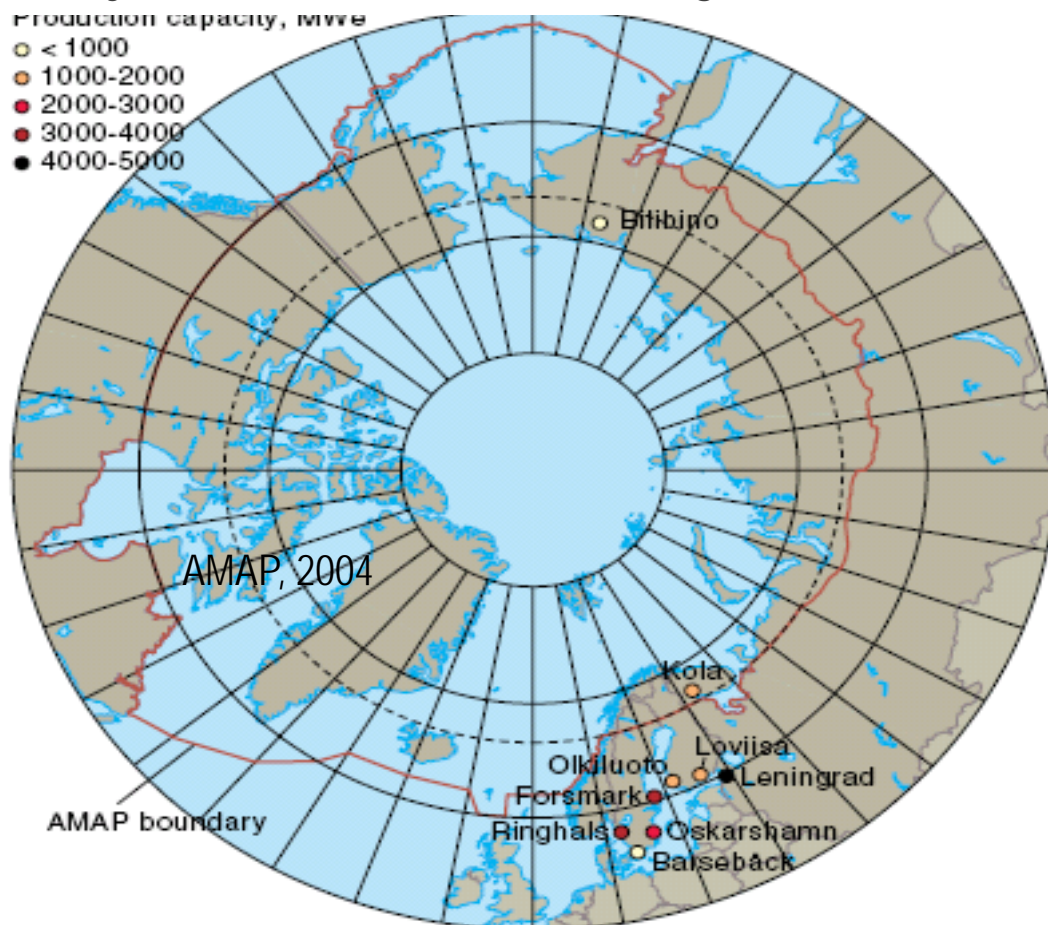 Production capacity, MWe
< 1000
1000-2000
2000-3000
3000-4000
4000-5000
Bilibino
AMAP, 2004
Kola
Loviisa
Olkiluoto
Leningrad
Forsmark
AMAP boundary
Ringhals
Oskarshamn
Barsebäck